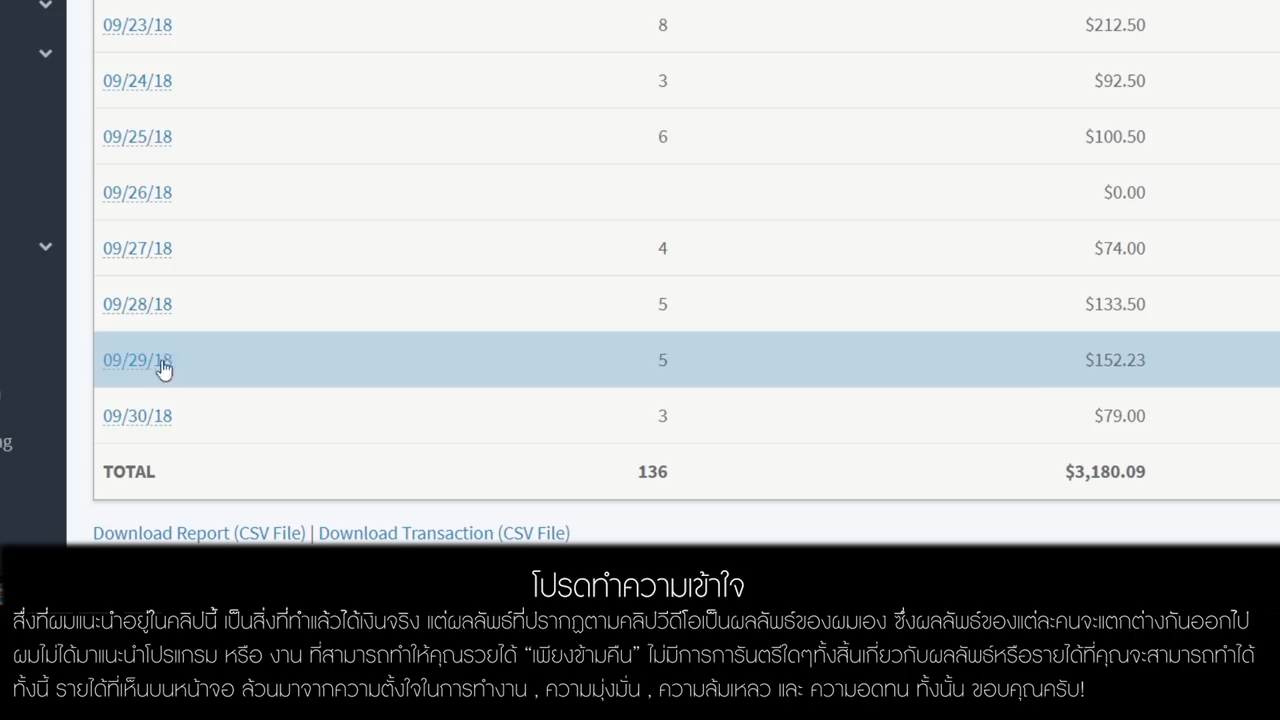 09/23/18 8 $212.50
09/24/18 3 $92.50
09/25/18 6 $100.50
09/26/18 $0.00
09/27/18 4 $74.00
09/28/18 5 $133.50
09/29/18 5 $152.23
09/30/18 3 $79.00
ng
TOTAL 136 $3,180.09
Download Report (CSV File) | Download Transaction (CSV File)
โปรดทำความเข้าใจ
สิ่งที่ผมแนะนำอยู่ในคลิปนี้ เป็นสิ่งที่ทำแล้วได้เงินจริง แต่ผลลัพธ์ที่ปรากฏตามคลิปวีดีโอเป็นผลลัพธ์ของผมเอง ซึ่งผลลัพธ์ของแต่ละคนจะแตกต่างกันออกไป
ผมไม่ได้มาแนะนำโปรแกรม หรือ งาน ที่สามารถทำให้คุณรวยได้ “เพียงข้ามคืน” ไม่มีการการันตรีใดๆทั้งสิ้นเกี่ยวกับผลลัพธ์หรือรายได้ที่คุณจะสามารถทำได้
ทั้งนี้ รายได้ที่เห็นบนหน้าจอ ล้วนมาจากความตั้งใจในการทำงาน , ความมุ่งมั่น , ความล้มเหลว และ ความอดทน ทั้งนั้น ขอบคุณครับ!